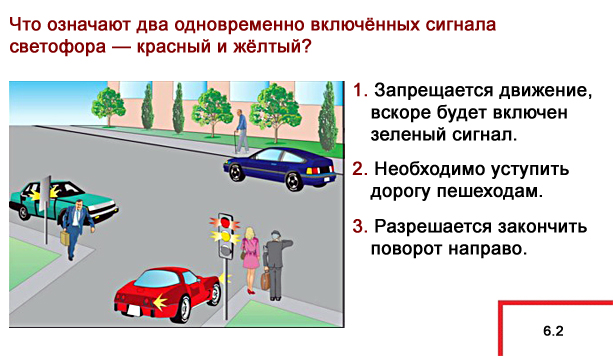 Что означают два одновременно включённых сигнала
светофора — красный и жёлтый?
1. Запрещается движение,
вскоре будет включен
зеленый сигнал.
2. Необходимо уступить
дорогу пешеходам.
3. Разрешается закончить
поворот направо.
6.2